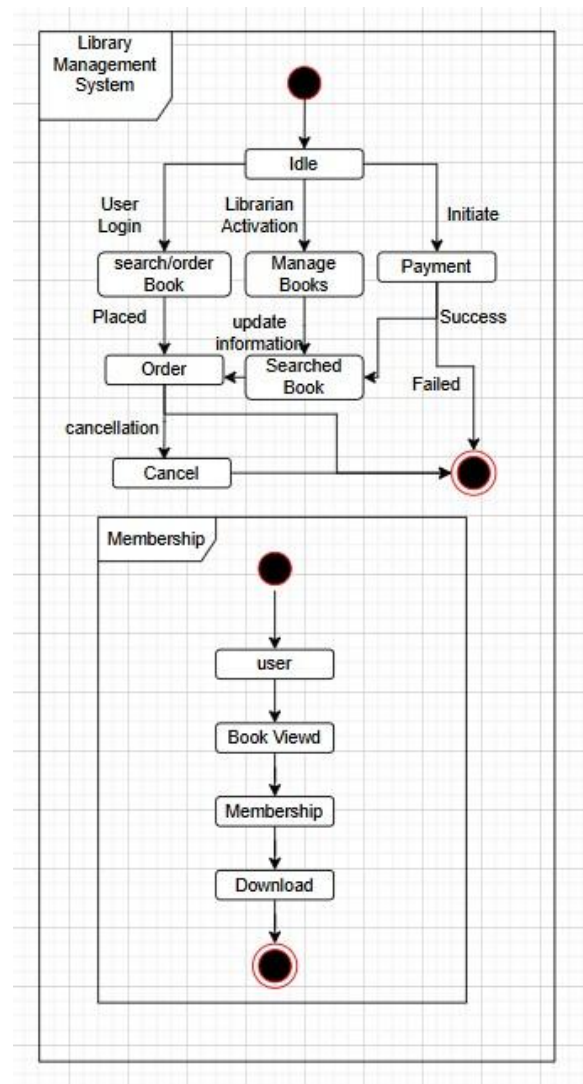 Library
Management
System
Idle
User
Login
Librarian
Activation
Initiate
search/order
Book
Manage
Books
Payment
Placed
update
information
Success
Order
Searched
Book
Failed
cancellation
Cancel
Membership
user
Book Viewd
Membership
Download